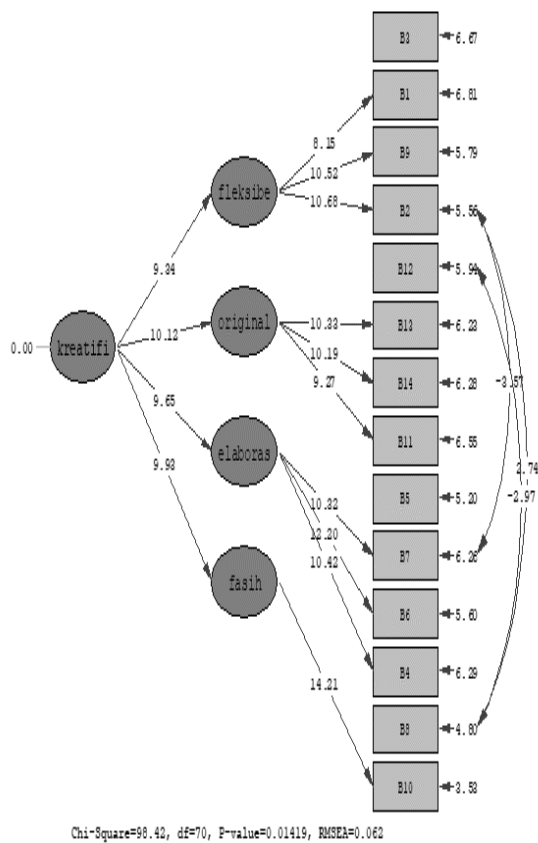 B3
6.67
B1
6.81
8.15
B9
5.79
10.52
fleksibe
10.68
B2
5.56
B12
5.94
9.34
B13
6.23
10.33
original
10.12
0.00
kreatifi
10.19
B14
6.28
-3.57
9.27
9.65
B11
6.55
elaboras
9.93
2.74
B5
5.20
-2.97
10.32
12.20
B7
6.26
10.42
fasih
B6
5.60
B4
6.29
14.21
B8
4.80
B10
3.53
Chi-Square=98.42, df=70, P-value=0.01419, RMSEA=0.062